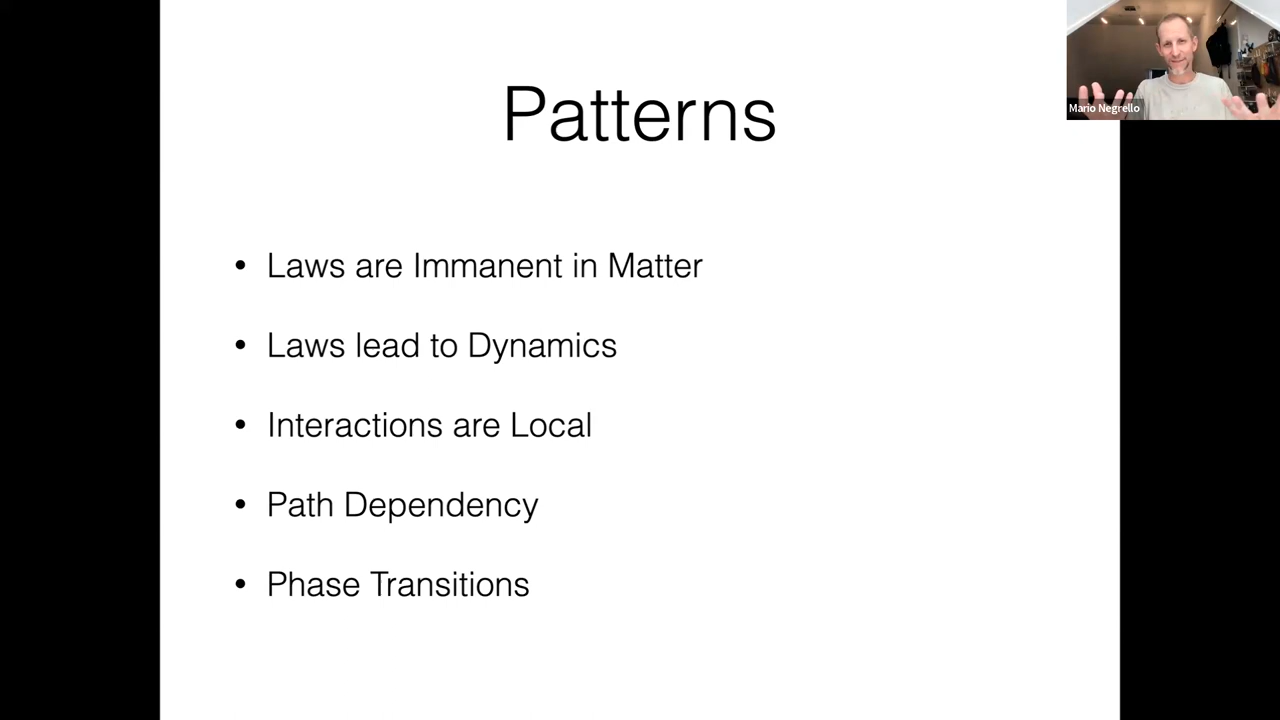 Patterns
Mario Negrello
• Laws are Immanent in Matter
• Laws lead to Dynamics
• Interactions are Local
• Path Dependency
• Phase Transitions